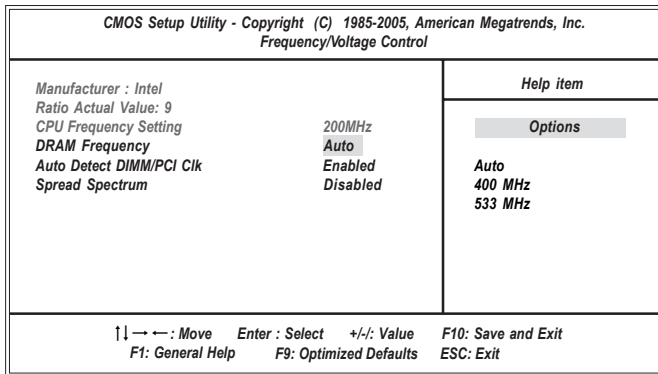 CMOS Setup Utility - Copyright (C) 1985-2005, American Megatrends, Inc.
Frequency/Voltage Control
Manufacturer : Intel
Ratio Actual Value: 9
CPU Frequency Setting 200MHz
DRAM Frequency Auto
Auto Detect DIMM/PCI Clk Enabled
Spread Spectrum Disabled
Help item
Options
Auto
400 MHz
533 MHz
↑↓→←: Move Enter : Select +/-/: Value F10: Save and Exit
F1: General Help F9: Optimized Defaults ESC: Exit